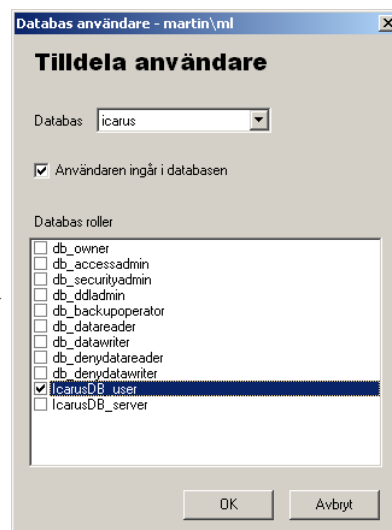 Databas användare - martin\ml
Tilldela användare
Databas
icarus
Användaren ingår i databasen
Databas roller
db_owner
db_accessadmin
db_securityadmin
db_ddladmin
db_backupoperator
db_datareader
db_datawriter
db_denydatareader
db_denydatawriter
IcarusDB_user
IcarusDB_server
OK
Avbryt